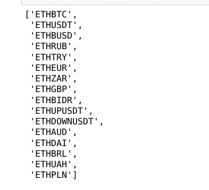 ['ETHBTC',
'ETHUSDT',
'ETHBUSD',
'ETHRUB',
'ETHTRY',
'ETHEUR',
'ETHZAR',
'ETHGBP',
'ETHBIDR',
'ETHUPUSDT',
'ETHDOWNUSDT',
'ETHAUD',
'ETHDAI',
'ETHBRL',
'ETHUAH',
'ETHPLN']